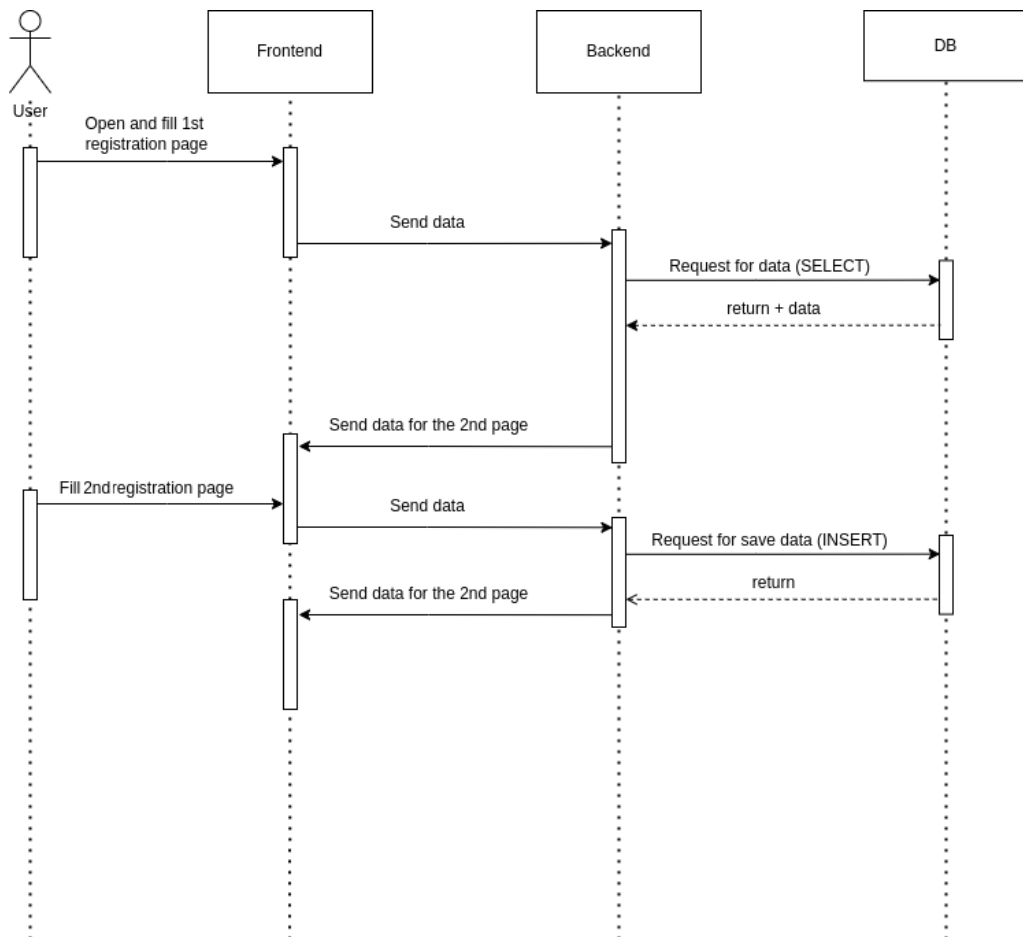 Frontend
Backend
DB
User
Open and fill 1st
registration page
Send data
Request for data (SELECT)
return + data
Send data for the 2nd page
Fill 2nd registration page
Send data
Request for save data (INSERT)
return
Send data for the 2nd page